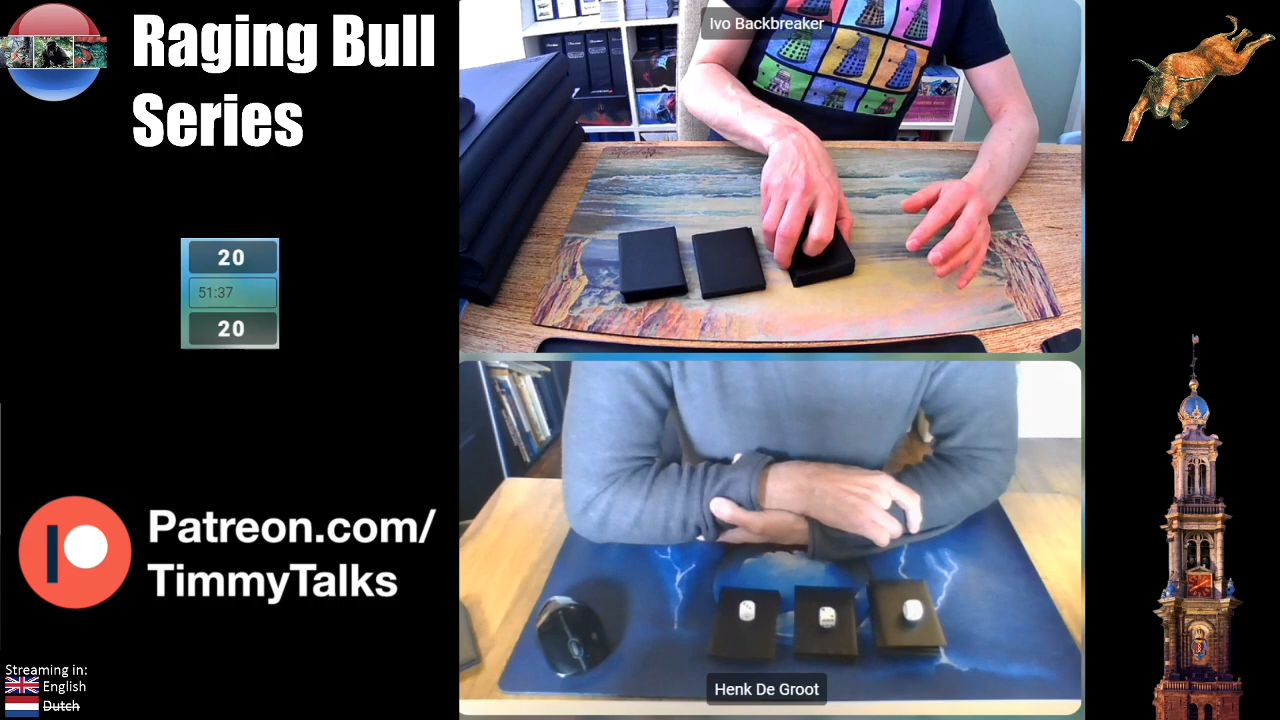 Raging Bull
Series
20
51:37
20
Patreon.com/
TimmyTalks
Streaming in:
English
Dutch
Ivo Backbreaker
Henk De Groot